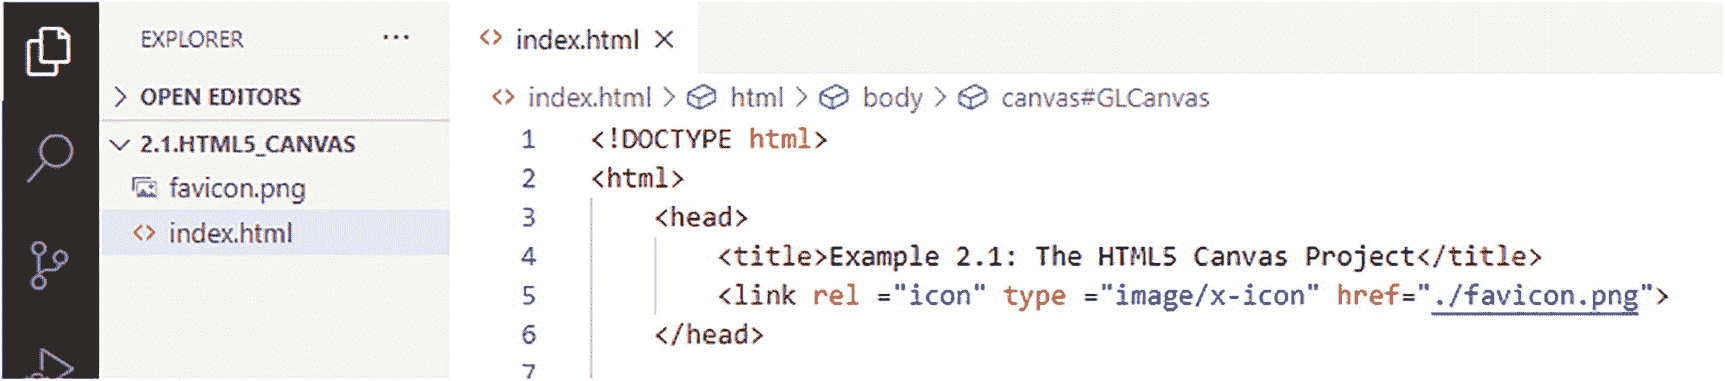 EXPLORER ...
OPEN EDITORS
2.1.HTML5_CANVAS
favicon.png
index.html
index.html
index.html > html > body > canvas#GLCanvas
1 <!DOCTYPE html>
2 <html>
3 <head>
4 <title>Example 2.1: The HTML5 Canvas Project</title>
5 <link rel ="icon" type ="image/x-icon" href="./favicon.png">
6 </head>
7